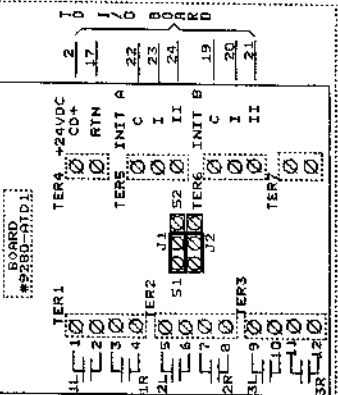 TO I/O BOARD
2
17
22
23
24
19
20
21
+24VDC
CD+
RTN
INIT A
C
I
II
INIT B
C
I
II
TER4
TER5
TER6
TER7
BOARD
#9280-ATD1
J1
S2
S1
J2
TER1
TER2
TER3
1
2
3
4
5
6
7
8
9
10
11
12
1L
1R
2L
2R
3L
3R